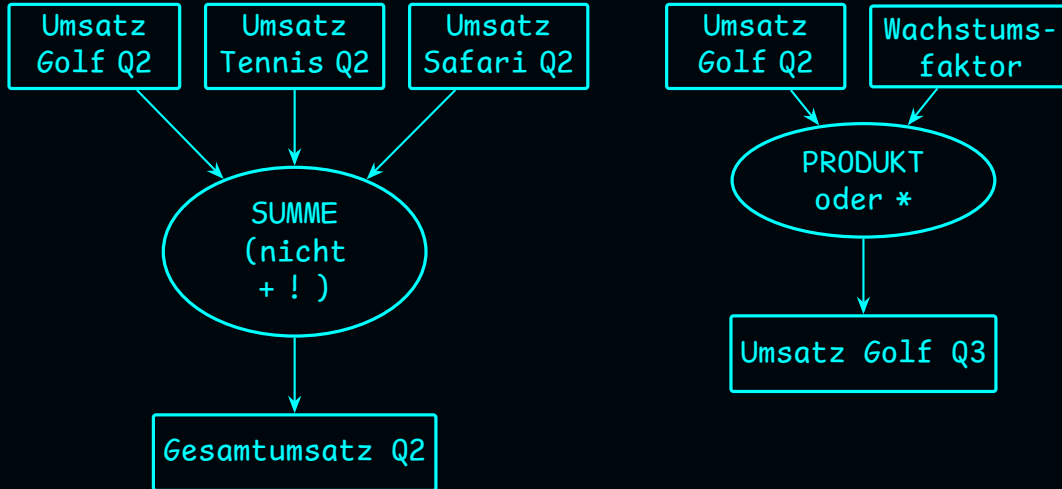 Umsatz
Golf Q2
Umsatz
Tennis Q2
Umsatz
Safari Q2
SUMME
(nicht
+ ! )
Gesamtumsatz Q2
Umsatz
Golf Q2
Wachstums-
faktor
PRODUKT
oder *
Umsatz Golf Q3